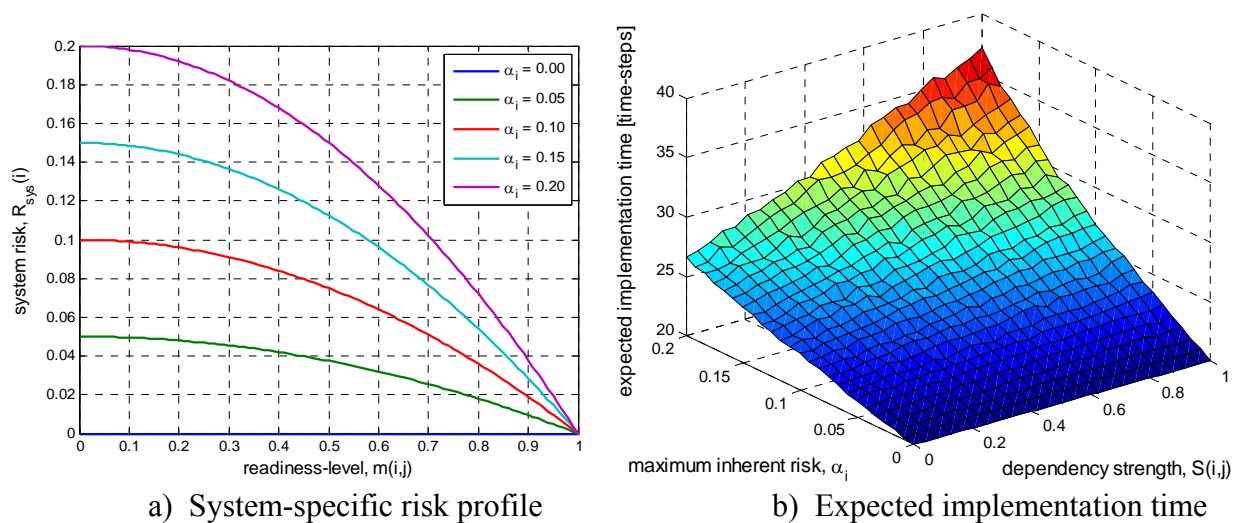 0.2
0.18
0.16
0.14
0.12
0.1
0.08
0.06
0.04
0.02
0
system risk, R_sys(i)
0 0.1 0.2 0.3 0.4 0.5 0.6 0.7 0.8 0.9 1
readiness-level, m(i,j)
α_i = 0.00
α_i = 0.05
α_i = 0.10
α_i = 0.15
α_i = 0.20
a) System-specific risk profile
expected implementation time [time-steps]
40
35
30
25
20
0.2
0.15
0.1
0.05
0
maximum inherent risk, α_i
0
0.2
0.4
0.6
0.8
1
dependency strength, S(i,j)
b) Expected implementation time